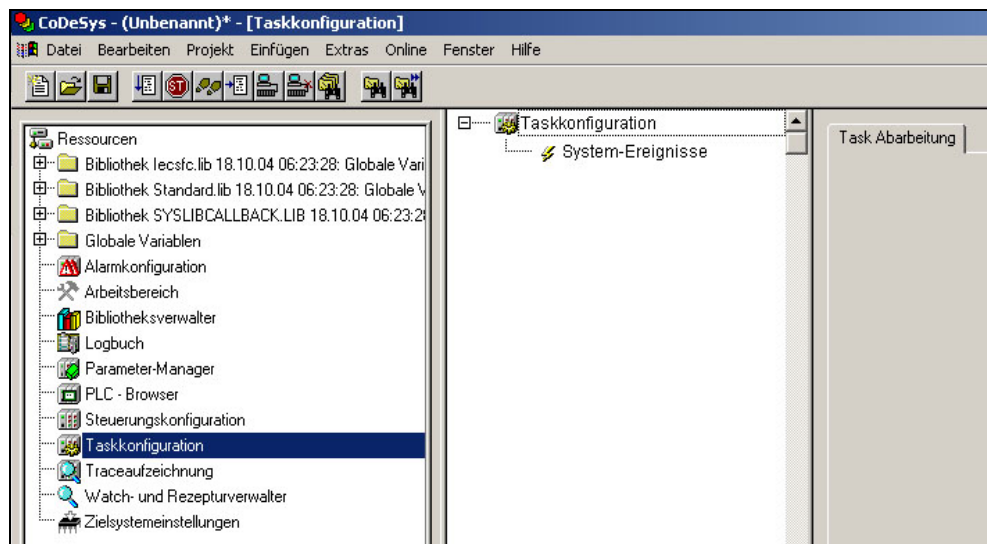 CoDeSys - (Unbenannt)* - [Taskkonfiguration]
Datei Bearbeiten Projekt Einfügen Extras Online Fenster Hilfe
ST
Ressourcen
Bibliothek Iecsfc.lib 18.10.04 06:23:28: Globale Vari
Bibliothek Standard.lib 18.10.04 06:23:28: Globale V
Bibliothek SYSLIBCALLBACK.LIB 18.10.04 06:23:2
Globale Variablen
Alarmkonfiguration
Arbeitsbereich
Bibliotheksverwalter
Logbuch
Parameter-Manager
PLC - Browser
Steuerungskonfiguration
Taskkonfiguration
Traceaufzeichnung
Watch- und Rezepturverwalter
Zielsystemeinstellungen
Taskkonfiguration
System-Ereignisse
Task Abarbeitung